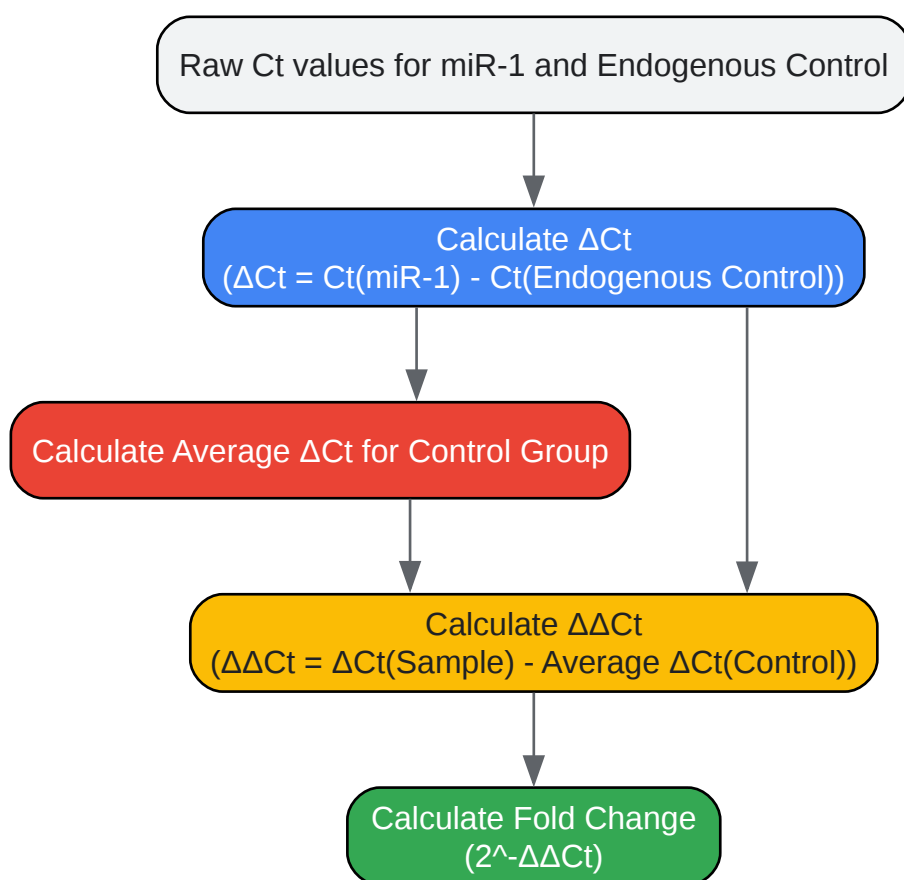 Raw Ct values for miR-1 and Endogenous Control
Calculate ΔCt
(ΔCt = Ct(miR-1) - Ct(Endogenous Control))
Calculate Average ΔCt for Control Group
Calculate ΔΔCt
(ΔΔCt = ΔCt(Sample) - Average ΔCt(Control))
Calculate Fold Change
(2^-ΔΔCt)